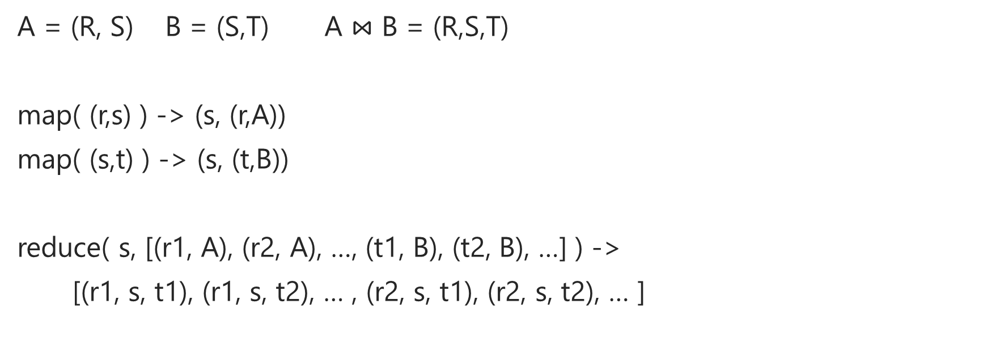 A = (R, S) B = (S,T) A ⋈ B = (R,S,T)
map( (r,s) ) -> (s, (r,A))
map( (s,t) ) -> (s, (t,B))
reduce( s, [(r1, A), (r2, A), ..., (t1, B), (t2, B), ...] ) ->
[(r1, s, t1), (r1, s, t2), ... , (r2, s, t1), (r2, s, t2), ... ]